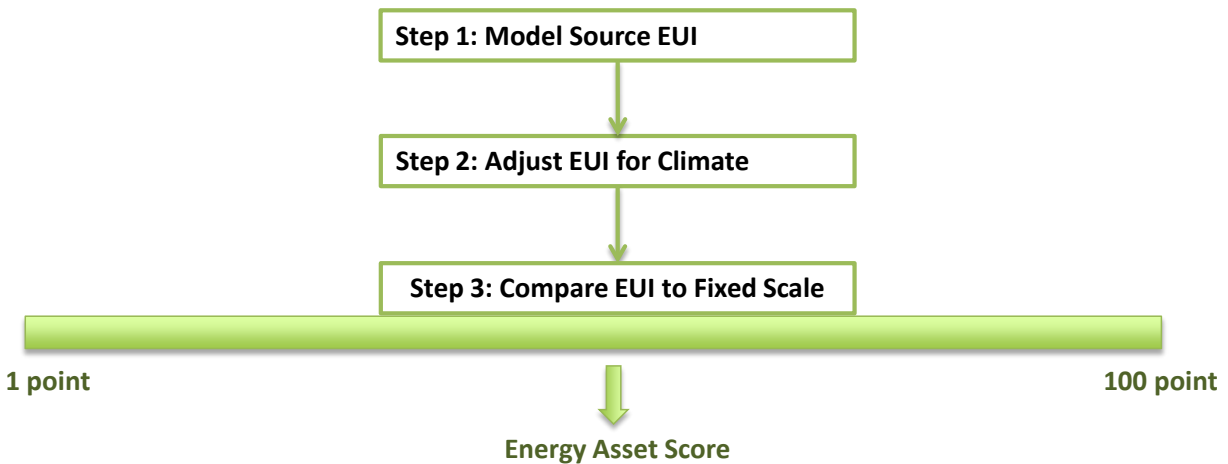 Step 1: Model Source EUI
Step 2: Adjust EUI for Climate
Step 3: Compare EUI to Fixed Scale
1 point
100 point
Energy Asset Score